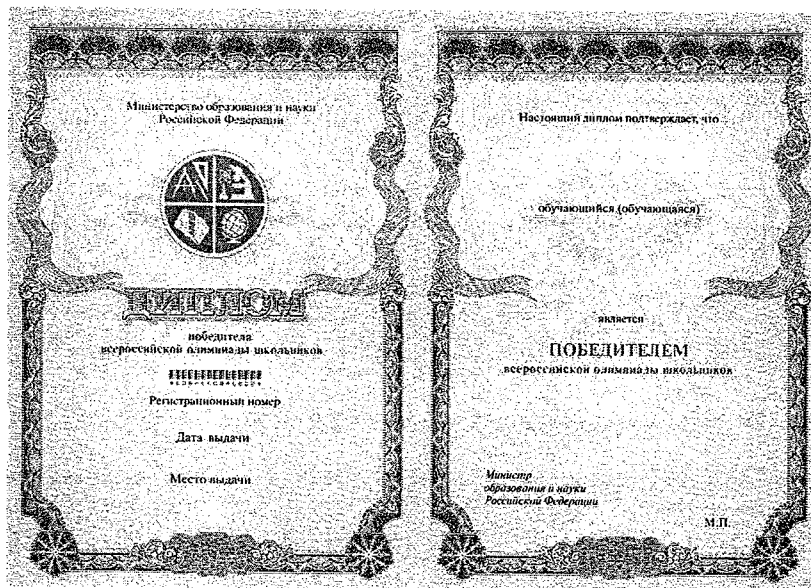 Министерство образования и науки
Российской Федерации
ДИПЛОМ
победителя
всероссийской олимпиады школьников
Регистрационный номер
Дата выдачи
Место выдачи
Настоящий диплом подтверждает, что
обучающийся (обучающаяся)
является
ПОБЕДИТЕЛЕМ
всероссийской олимпиады школьников
Министр
образования и науки
Российской Федерации
М.П.